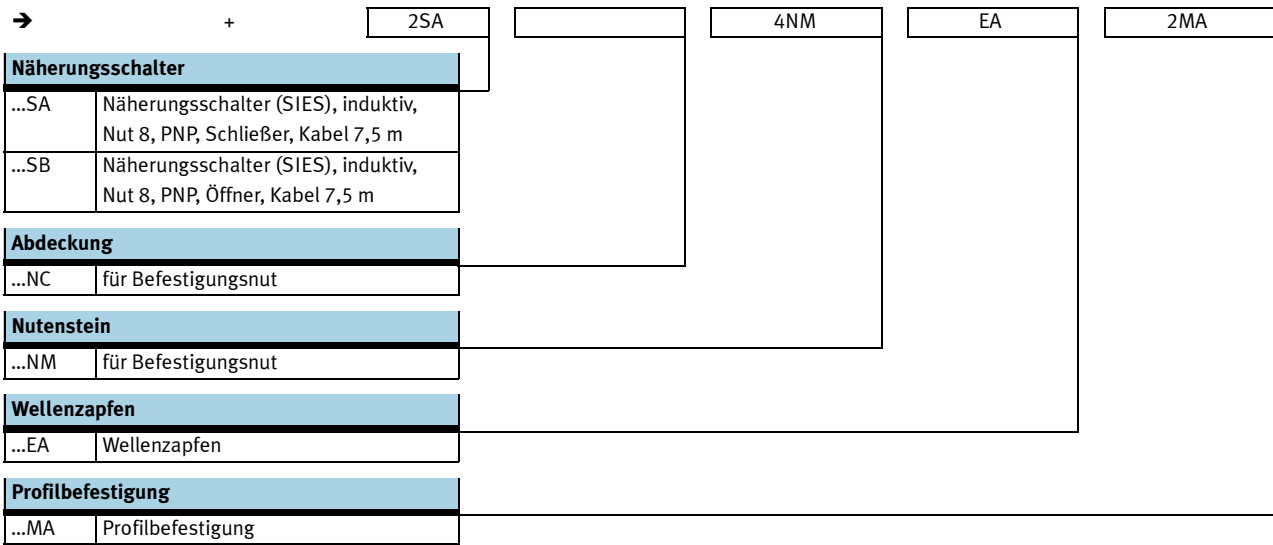 ➔ + 2SA 4NM EA 2MA
Näherungsschalter
...SA Näherungsschalter (SIES), induktiv,
Nut 8, PNP, Schließer, Kabel 7,5 m
...SB Näherungsschalter (SIES), induktiv,
Nut 8, PNP, Öffner, Kabel 7,5 m
Abdeckung
...NC für Befestigungsnut
Nutenstein
...NM für Befestigungsnut
Wellenzapfen
...EA Wellenzapfen
Profilbefestigung
...MA Profilbefestigung